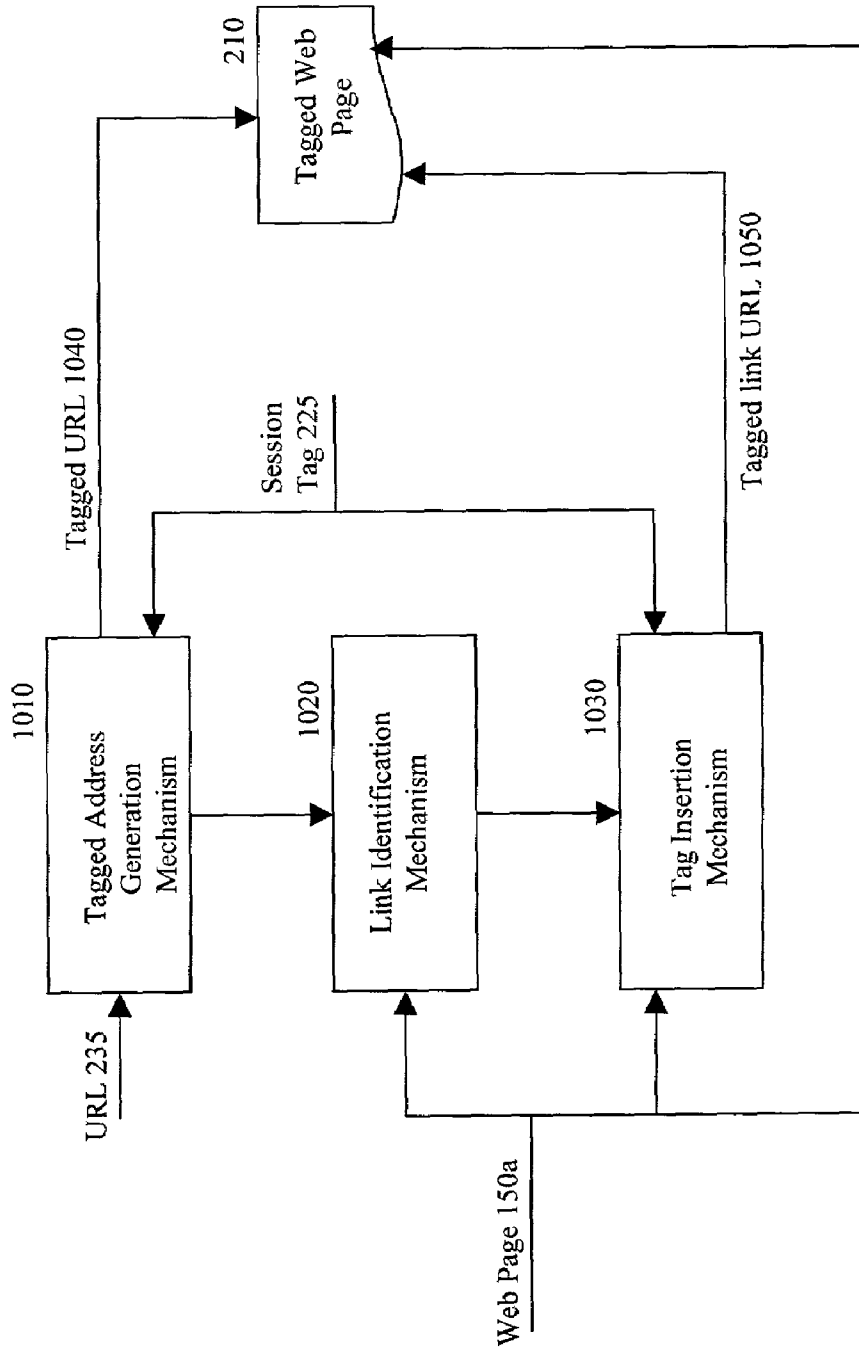 URL 235
1010
Tagged Address
Generation
Mechanism
Tagged URL 1040
210
Tagged Web
Page
Session
Tag 225
1020
Link Identification
Mechanism
1030
Tag Insertion
Mechanism
Tagged link URL 1050
Web Page 150a